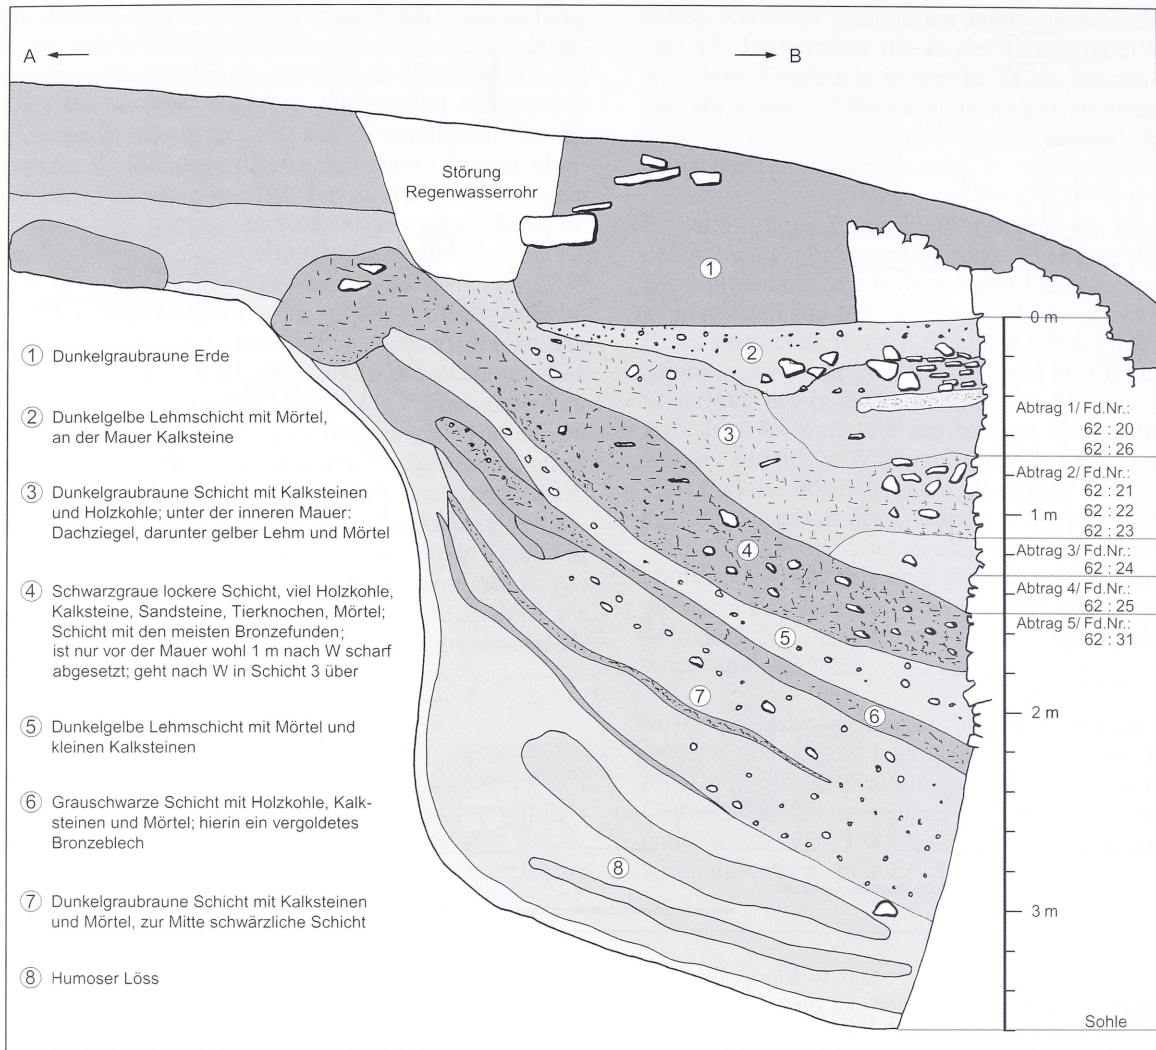 A
B
Störung
Regenwasserrohr
1
2
3
4
5
6
7
8
① Dunkelgraubraune Erde
② Dunkelgelbe Lehmschicht mit Mörtel,
an der Mauer Kalksteine
③ Dunkelgraubraune Schicht mit Kalksteinen
und Holzkohle; unter der inneren Mauer:
Dachziegel, darunter gelber Lehm und Mörtel
④ Schwarzgraue lockere Schicht, viel Holzkohle,
Kalksteine, Sandsteine, Tierknochen, Mörtel;
Schicht mit den meisten Bronzefunden;
ist nur vor der Mauer wohl 1 m nach W scharf
abgesetzt; geht nach W in Schicht 3 über
⑤ Dunkelgelbe Lehmschicht mit Mörtel und
kleinen Kalksteinen
⑥ Grauschwarze Schicht mit Holzkohle, Kalk-
steinen und Mörtel; hierin ein vergoldetes
Bronzeblech
⑦ Dunkelgraubraune Schicht mit Kalksteinen
und Mörtel, zur Mitte schwärzliche Schicht
⑧ Humoser Löss
0 m
Abtrag 1/ Fd.Nr.:
62 : 20
62 : 26
Abtrag 2/ Fd.Nr.:
62 : 21
62 : 22
1 m
62 : 23
Abtrag 3/ Fd.Nr.:
62 : 24
Abtrag 4/ Fd.Nr.:
62 : 25
Abtrag 5/ Fd.Nr.:
62 : 31
2 m
3 m
Sohle